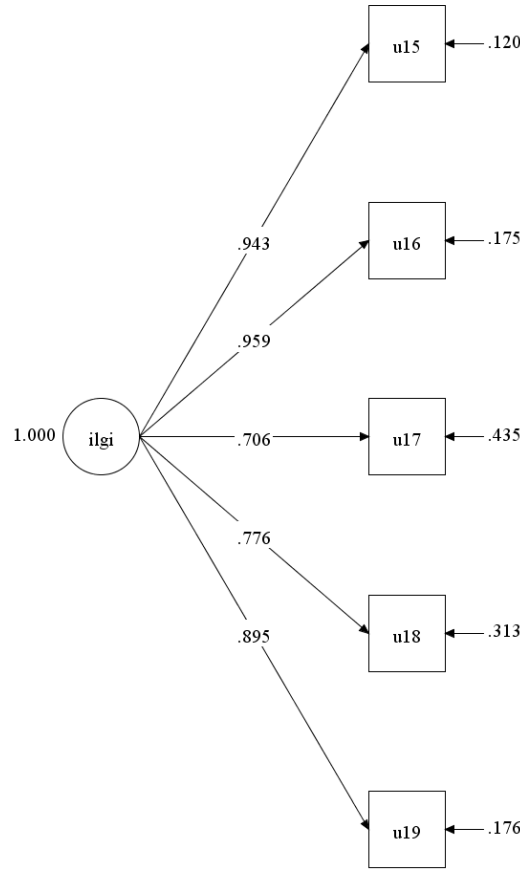 u15
.120
.943
u16
.175
.959
1.000
ilgi
.706
u17
.435
.776
u18
.313
.895
u19
.176